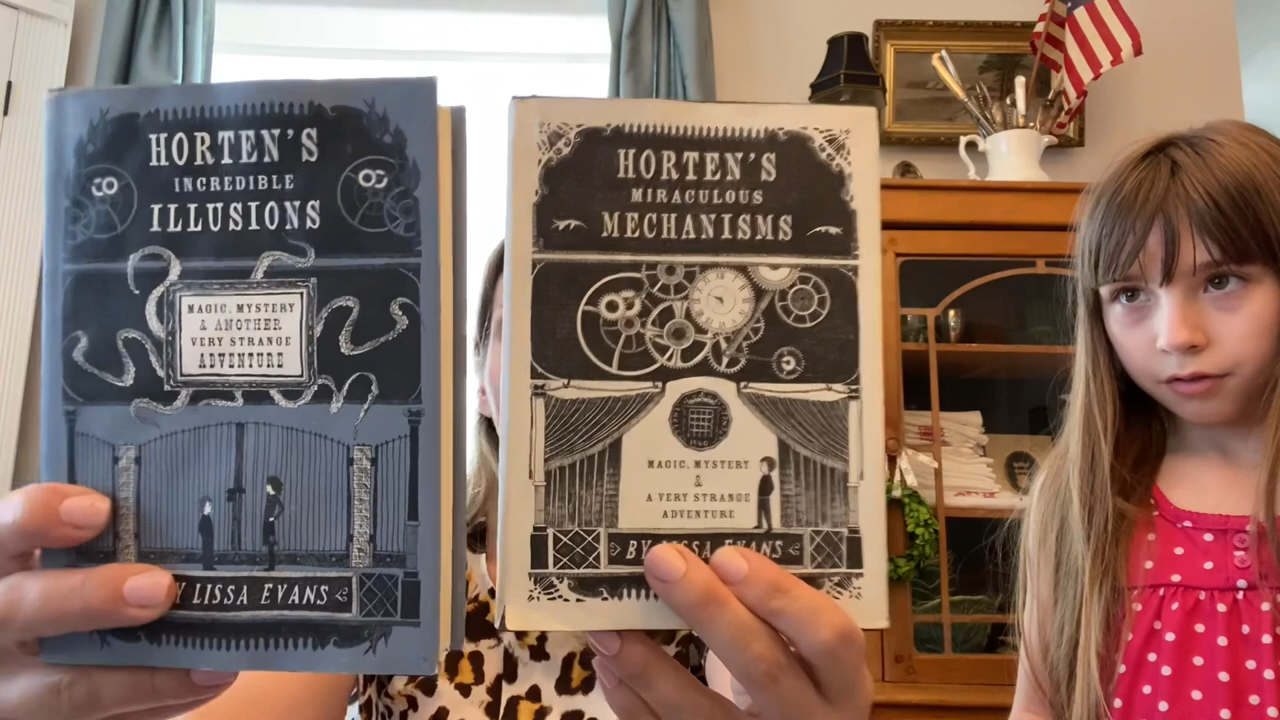 HORTEN'S
INCREDIBLE
ILLUSIONS
MAGIC, MYSTERY
& ANOTHER
VERY STRANGE
ADVENTURE
LISSA EVANS
HORTEN'S
MIRACULOUS
MECHANISMS
MAGIC, MYSTERY
&
A VERY STRANGE
ADVENTURE
BY LISSA EVANS